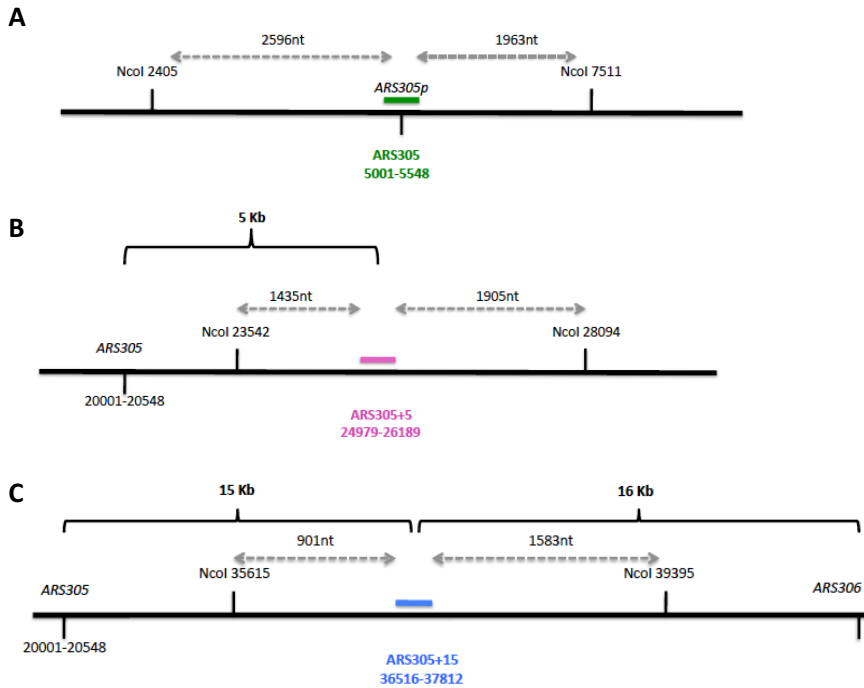 A
2596nt
1963nt
NcoI 2405
ARS305p
NcoI 7511
ARS305
5001-5548
B
5 Kb
1435nt
1905nt
NcoI 23542
NcoI 28094
ARS305
20001-20548
ARS305+5
24979-26189
C
15 Kb
16 Kb
901nt
1583nt
NcoI 35615
NcoI 39395
ARS305
ARS306
20001-20548
ARS305+15
36516-37812